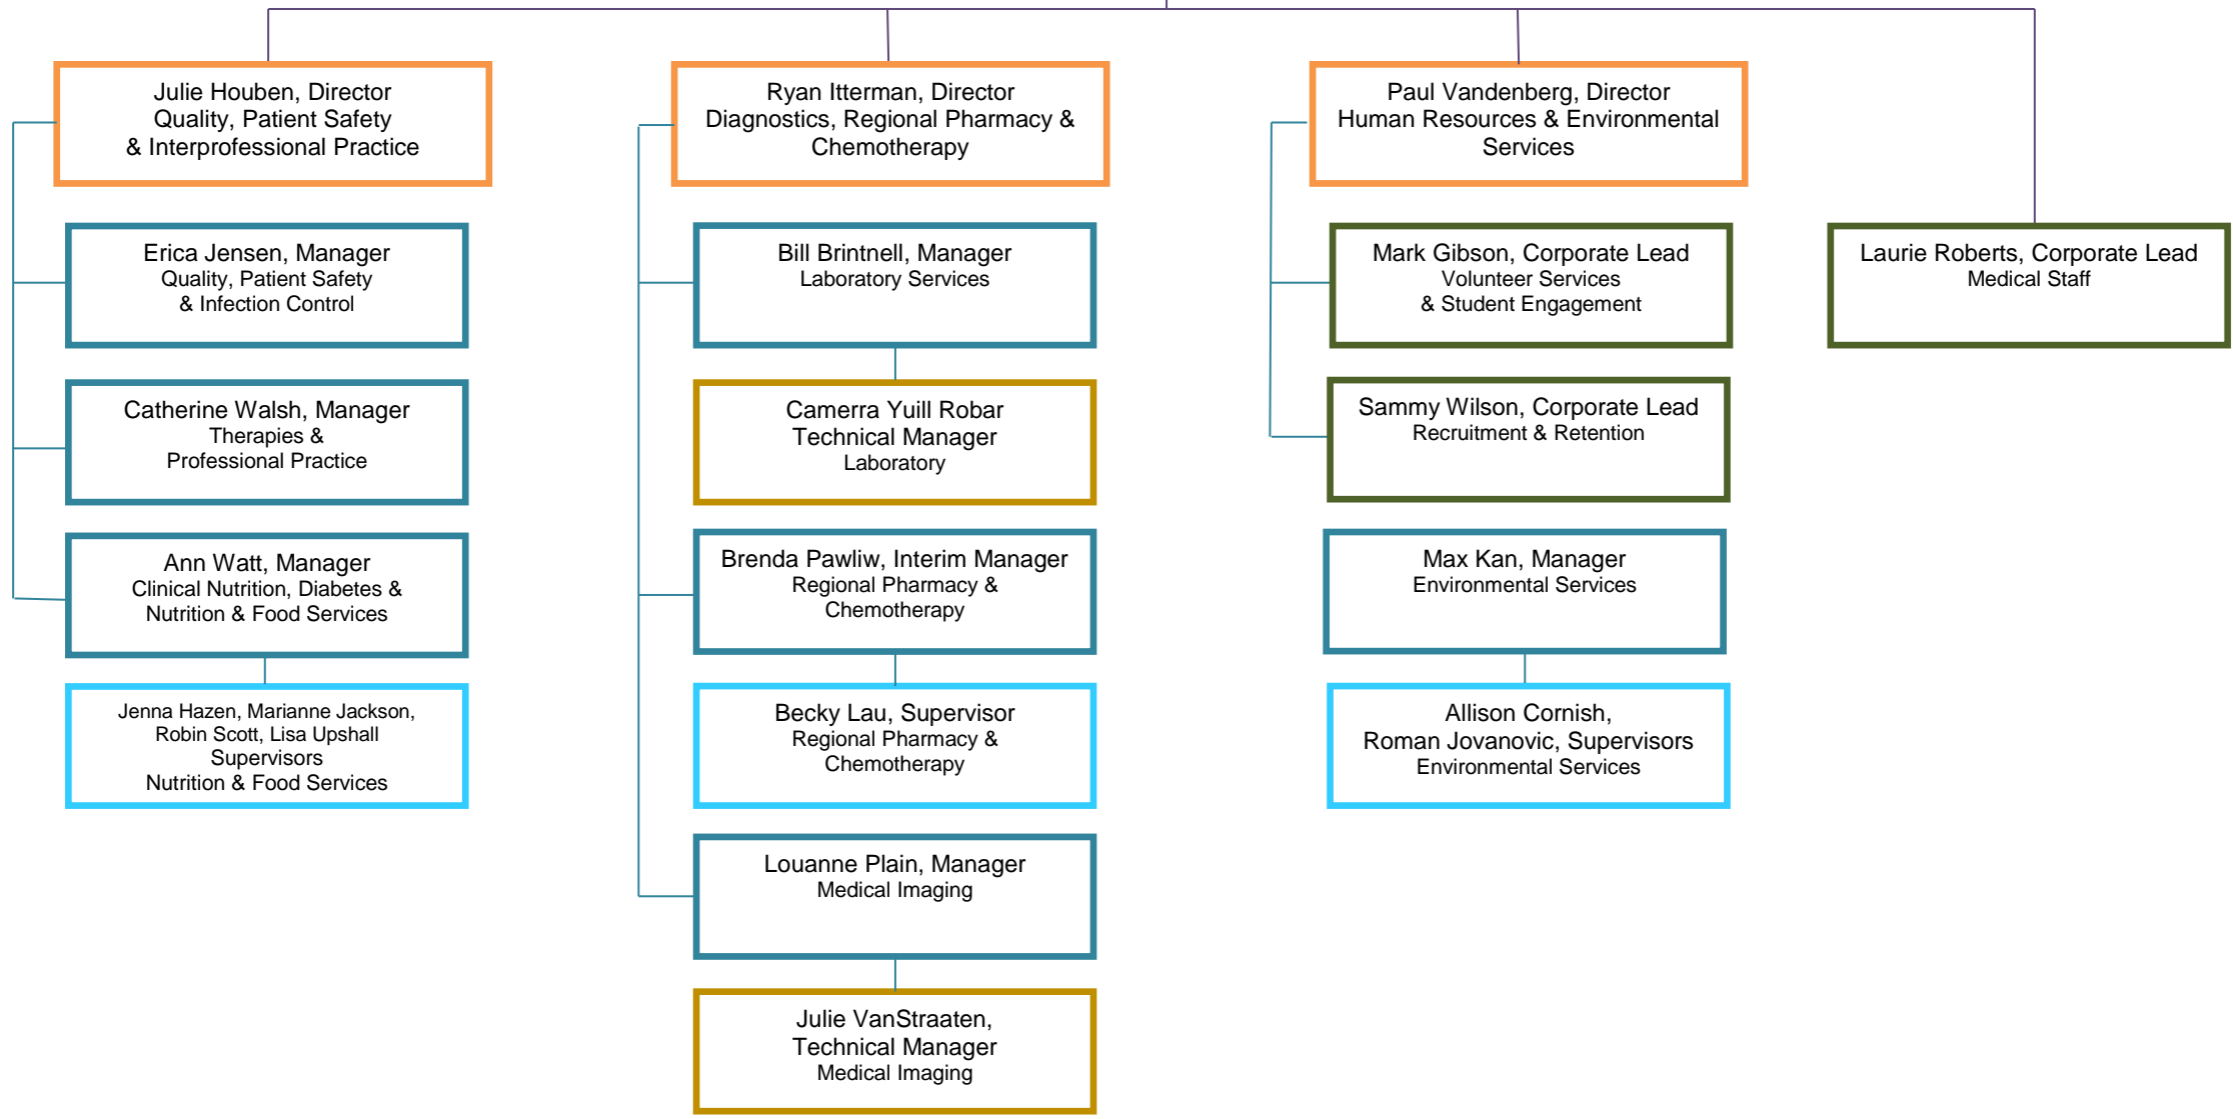 Julie Houben, Director
Quality, Patient Safety
& Interprofessional Practice
Erica Jensen, Manager
Quality, Patient Safety
& Infection Control
Catherine Walsh, Manager
Therapies &
Professional Practice
Ann Watt, Manager
Clinical Nutrition, Diabetes &
Nutrition & Food Services
Jenna Hazen, Marianne Jackson,
Robin Scott, Lisa Upshall
Supervisors
Nutrition & Food Services
Ryan Itterman, Director
Diagnostics, Regional Pharmacy &
Chemotherapy
Bill Brintnell, Manager
Laboratory Services
Camerra Yuill Robar
Technical Manager
Laboratory
Brenda Pawliw, Interim Manager
Regional Pharmacy &
Chemotherapy
Becky Lau, Supervisor
Regional Pharmacy &
Chemotherapy
Louanne Plain, Manager
Medical Imaging
Julie VanStraaten,
Technical Manager
Medical Imaging
Paul Vandenberg, Director
Human Resources & Environmental
Services
Mark Gibson, Corporate Lead
Volunteer Services
& Student Engagement
Sammy Wilson, Corporate Lead
Recruitment & Retention
Max Kan, Manager
Environmental Services
Allison Cornish,
Roman Jovanovic, Supervisors
Environmental Services
Laurie Roberts, Corporate Lead
Medical Staff